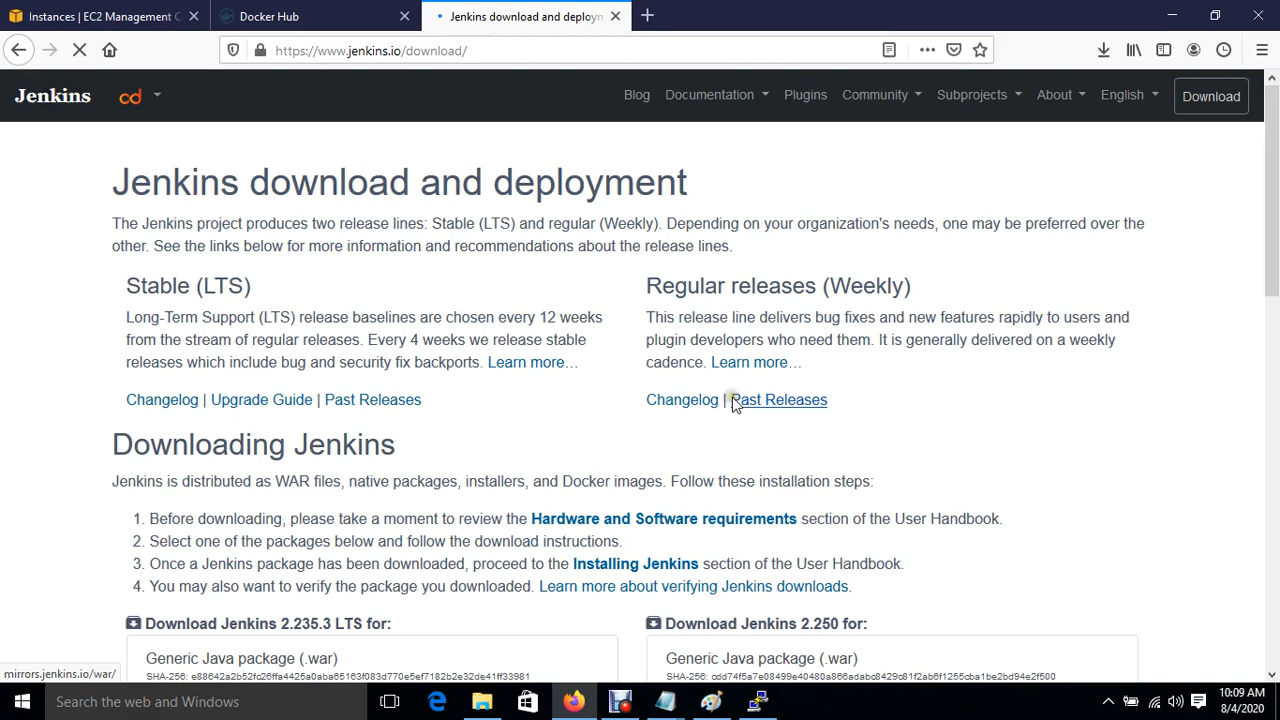 Instances | EC2 Management C
Docker Hub
Jenkins download and deploym
https://www.jenkins.io/download/
Jenkins cd Blog Documentation Plugins Community Subprojects About English Download
Jenkins download and deployment
The Jenkins project produces two release lines: Stable (LTS) and regular (Weekly). Depending on your organization's needs, one may be preferred over the
other. See the links below for more information and recommendations about the release lines.
Stable (LTS)
Long-Term Support (LTS) release baselines are chosen every 12 weeks
from the stream of regular releases. Every 4 weeks we release stable
releases which include bug and security fix backports. Learn more…
Changelog | Upgrade Guide | Past Releases
Regular releases (Weekly)
This release line delivers bug fixes and new features rapidly to users and
plugin developers who need them. It is generally delivered on a weekly
cadence. Learn more…
Changelog | Past Releases
Downloading Jenkins
Jenkins is distributed as WAR files, native packages, installers, and Docker images. Follow these installation steps:
1. Before downloading, please take a moment to review the Hardware and Software requirements section of the User Handbook.
2. Select one of the packages below and follow the download instructions.
3. Once a Jenkins package has been downloaded, proceed to the Installing Jenkins section of the User Handbook.
4. You may also want to verify the package you downloaded. Learn more about verifying Jenkins downloads.
Download Jenkins 2.235.3 LTS for:
Generic Java package (.war)
SHA-256: e88642a2b52fc26ffa4425a0aba65163f083d770e5ef7182b2e32de41ff33981
Download Jenkins 2.250 for:
Generic Java package (.war)
SHA-256: cdd74f5a7e08499e40480a866adabc8429c81f2ab6f1255cba1be2bd94e2f500
mirrors.jenkins.io/war/
Search the web and Windows
10:09 AM
8/4/2020